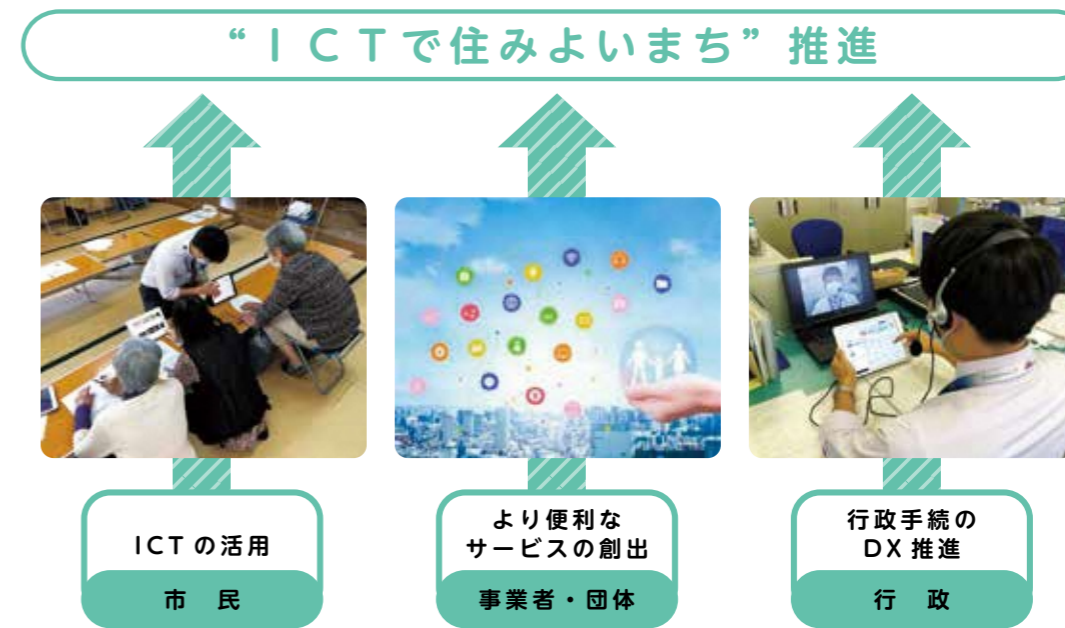 “ICTで住みよいまち”推進
ICTの活用
市　民
より便利な
サービスの創出
事業者・団体
行政手続の
DX推進
行　政